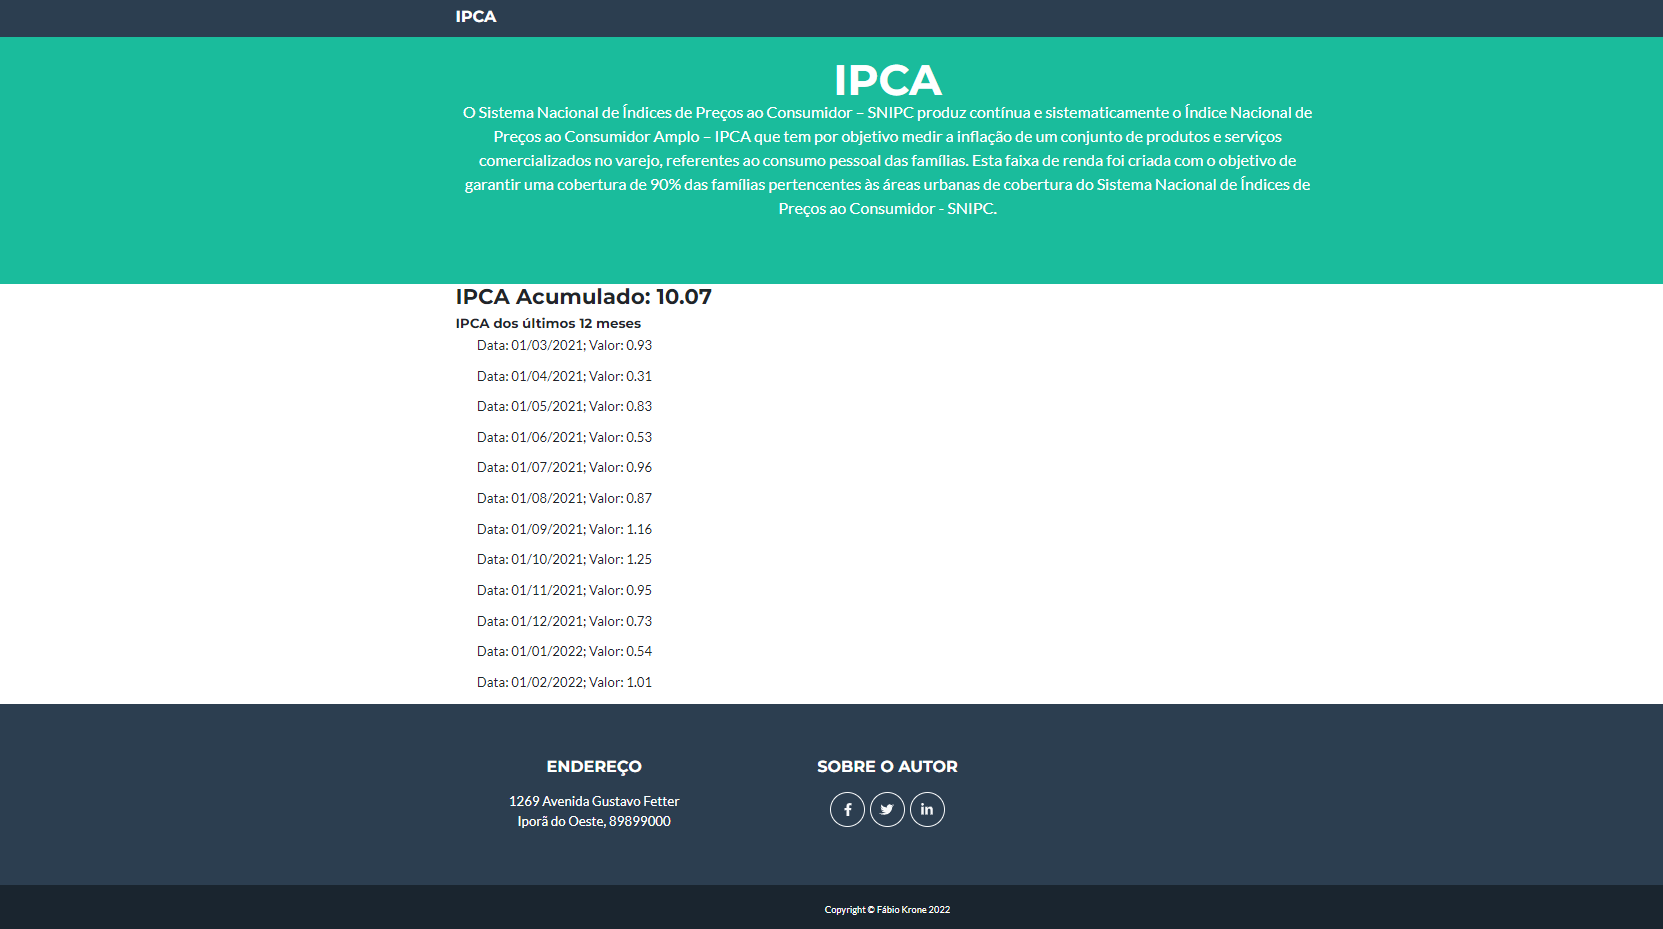 IPCA
IPCA
O Sistema Nacional de Índices de Preços ao Consumidor – SNIPC produz contínua e sistematicamente o Índice Nacional de
Preços ao Consumidor Amplo – IPCA que tem por objetivo medir a inflação de um conjunto de produtos e serviços
comercializados no varejo, referentes ao consumo pessoal das famílias. Esta faixa de renda foi criada com o objetivo de
garantir uma cobertura de 90% das famílias pertencentes às áreas urbanas de cobertura do Sistema Nacional de Índices de
Preços ao Consumidor - SNIPC.
IPCA Acumulado: 10.07
IPCA dos últimos 12 meses
Data: 01/03/2021; Valor: 0.93
Data: 01/04/2021; Valor: 0.31
Data: 01/05/2021; Valor: 0.83
Data: 01/06/2021; Valor: 0.53
Data: 01/07/2021; Valor: 0.96
Data: 01/08/2021; Valor: 0.87
Data: 01/09/2021; Valor: 1.16
Data: 01/10/2021; Valor: 1.25
Data: 01/11/2021; Valor: 0.95
Data: 01/12/2021; Valor: 0.73
Data: 01/01/2022; Valor: 0.54
Data: 01/02/2022; Valor: 1.01
ENDEREÇO
1269 Avenida Gustavo Fetter
Iporã do Oeste, 89899000
SOBRE O AUTOR
Copyright © Fábio Krone 2022